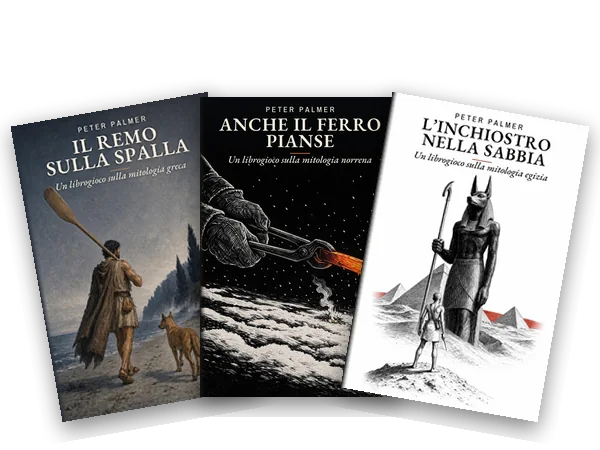 PETER PALMER
IL REMO
SULLA SPALLA
Un librogioco sulla mitologia greca
PETER PALMER
ANCHE IL FERRO
PIANSE
Un librogioco sulla mitologia norrena
PETER PALMER
L'INCHIOSTRO
NELLA SABBIA
Un librogioco sulla mitologia egizia